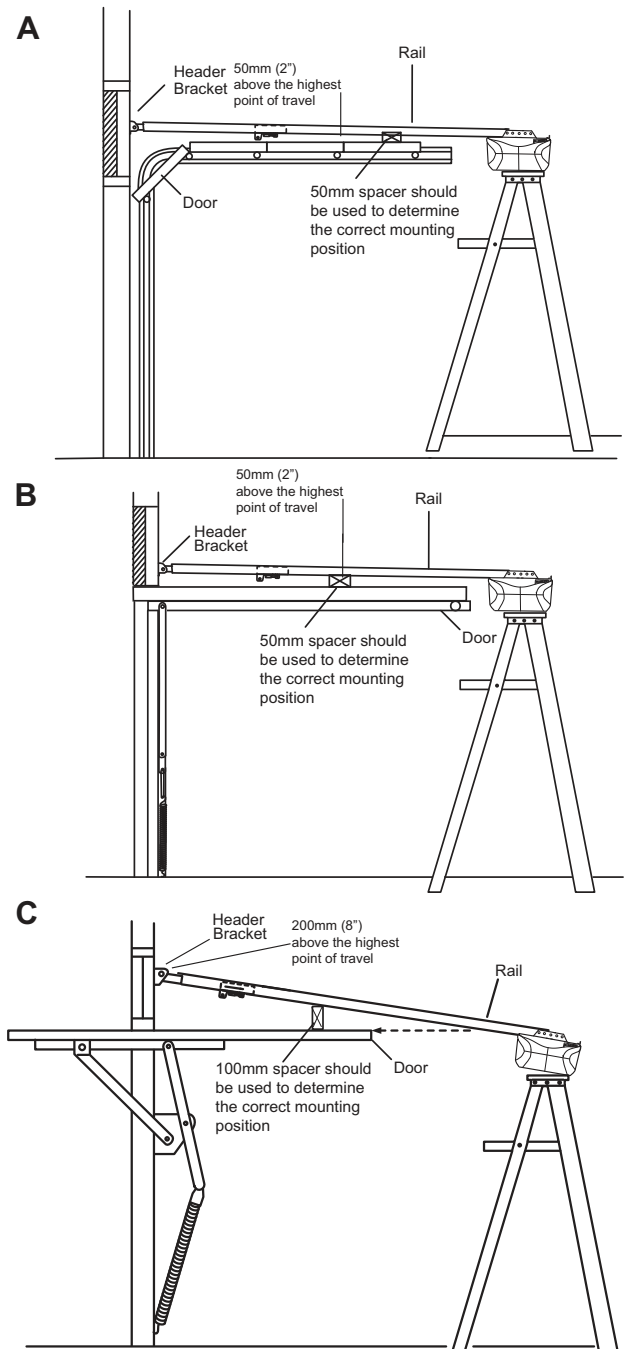 A
Header
Bracket
50mm (2”)
above the highest
point of travel
Rail
Door
50mm spacer should
be used to determine
the correct mounting
position
B
50mm (2”)
above the highest
point of travel
Header
Bracket
Rail
Door
50mm spacer should
be used to determine
the correct mounting
position
C
Header
Bracket
200mm (8”)
above the highest
point of travel
Rail
Door
100mm spacer should
be used to determine
the correct mounting
position